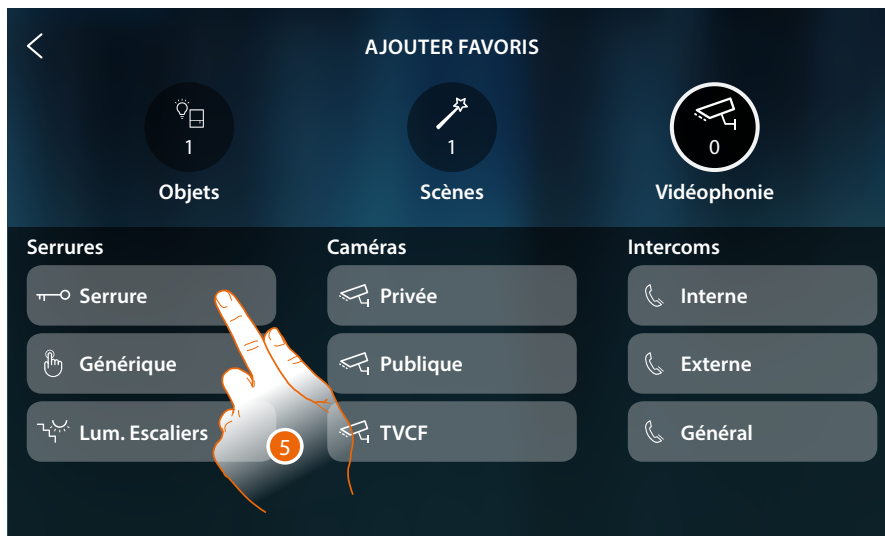 AJOUTER FAVORIS
1
1
0
Objets
Scènes
Vidéophonie
Serrures
Caméras
Intercoms
Serrure
Privée
Interne
Générique
Publique
Externe
Lum. Escaliers
5
TVCF
Général